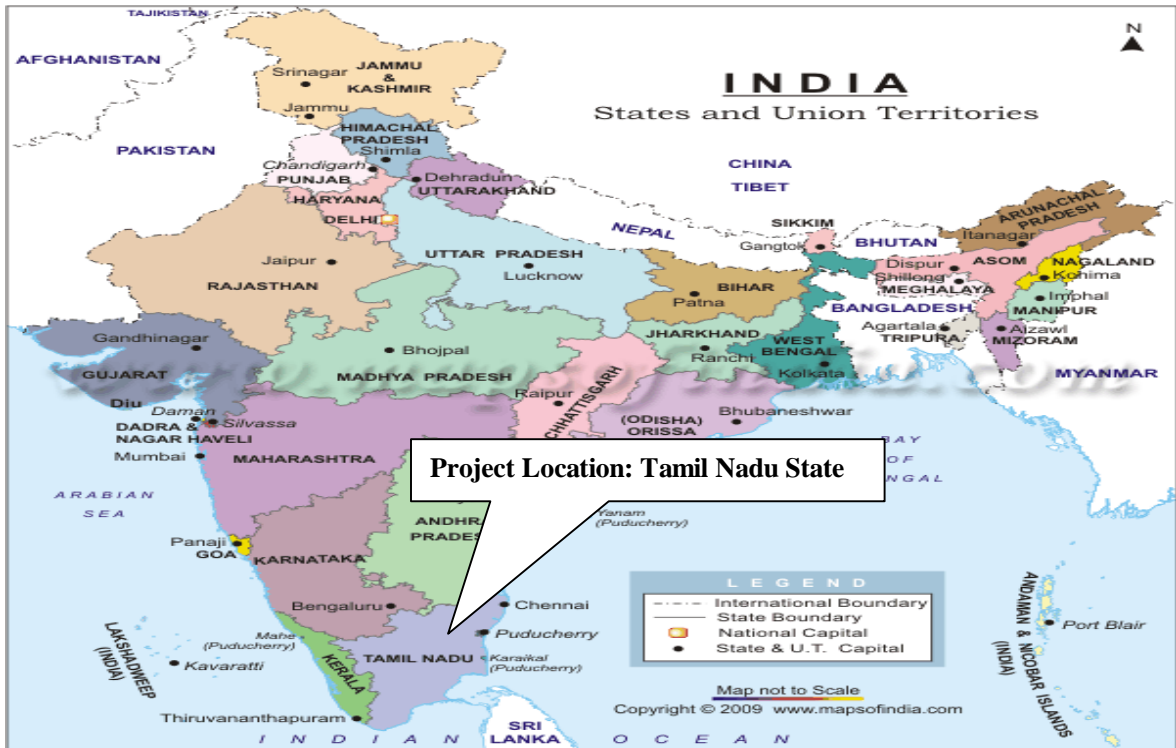 TAJIKISTAN
AFGHANISTAN
N
INDIA
States and Union Territories
JAMMU
&
KASHMIR
Srinagar
Jammu
PAKISTAN
HIMACHAL
PRADESH
Shimla
Chandigarh
PUNJAB
Dehradun
UTTARAKHAND
HARYANA
DELHI
CHINA
TIBET
NEPAL
SIKKIM
Gangtok
BHUTAN
ARUNACHAL
PRADESH
Itanagar
Dispur
ASOM
NAGALAND
Shillong
Kohima
MEGHALAYA
Imphal
MANIPUR
BANGLADESH
Agartala
TRIPURA
Aizawl
MIZORAM
MYANMAR
Jaipur
RAJASTHAN
UTTAR PRADESH
Lucknow
BIHAR
Patna
JHARKHAND
Ranchi
WEST
BENGAL
Kolkata
Gandhinagar
GUJARAT
Bhojpal
MADHYA PRADESH
Diu
Daman
Silvassa
DADRA &
NAGAR HAVELI
Mumbai
MAHARASHTRA
Raipur
CHHATTISGARH
(ODISHA)
ORISSA
Bhubaneshwar
Project Location: Tamil Nadu State
ARABIAN
SEA
BAY
OF
Yanam
(Puducherry)
ANDHRA
PRADESH
Panaji
GOA
KARNATAKA
Bengaluru
Chennai
Mahe
(Puducherry)
Puducherry
TAMIL NADU
Karaikal
(Puducherry)
KERALA
LAKSHADWEEP
(INDIA)
Kavaratti
Thiruvananthapuram
SRI
LANKA
INDIAN OCEAN
LEGEND
International Boundary
State Boundary
National Capital
State & U.T. Capital
Map not to Scale
Copyright © 2009 www.mapsofindia.com
Port Blair
ANDAMAN & NICOBAR ISLANDS
(INDIA)